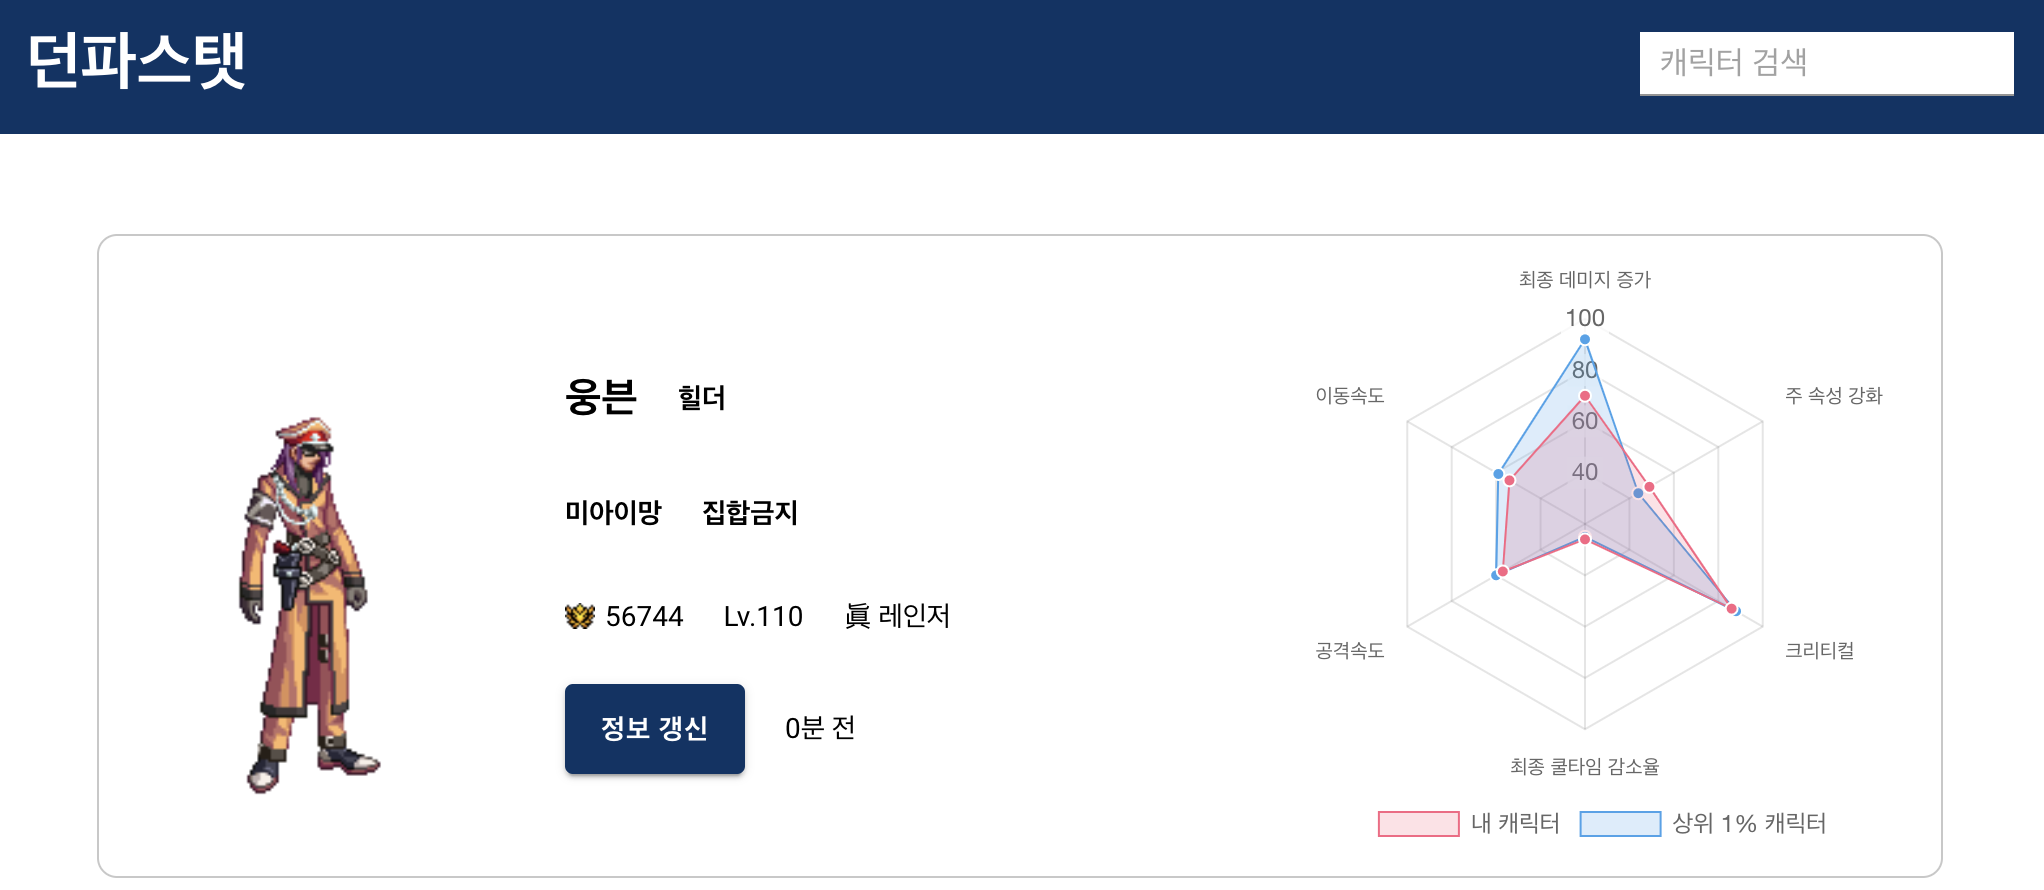 던파스탯
캐릭터 검색
웅븐 힐더
미아이망 집합금지
56744 Lv.110 眞 레인저
정보 갱신 0분 전
최종 데미지 증가
100
80
60
40
이동속도
주 속성 강화
공격속도
크리티컬
최종 쿨타임 감소율
내 캐릭터 상위 1% 캐릭터